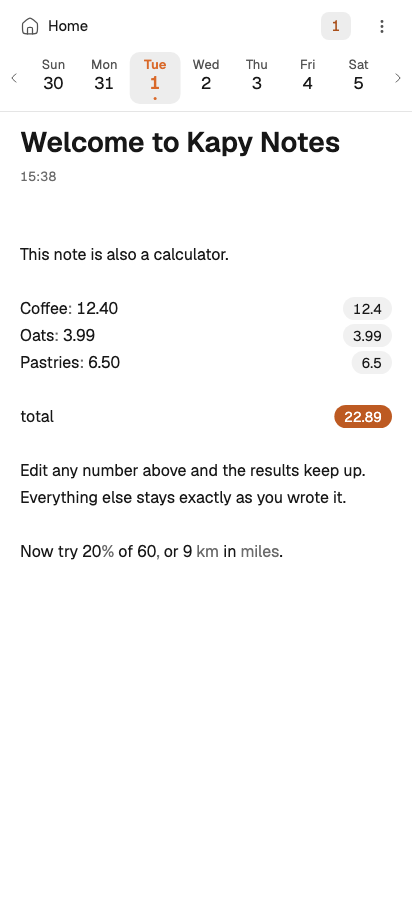 Home
1
Sun Mon Tue Wed Thu Fri Sat
30 31 1 2 3 4 5
Welcome to Kapy Notes
15:38
This note is also a calculator.
Coffee: 12.40 12.4
Oats: 3.99 3.99
Pastries: 6.50 6.5
total 22.89
Edit any number above and the results keep up.
Everything else stays exactly as you wrote it.
Now try 20% of 60, or 9 km in miles.